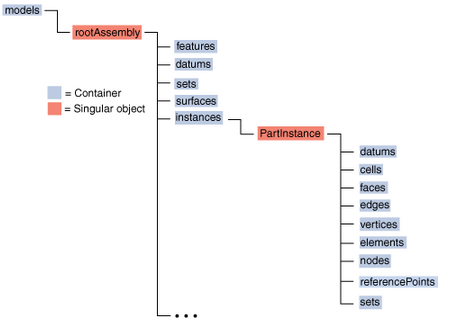 models
rootAssembly
features
datums
sets
surfaces
instances
= Container
= Singular object
PartInstance
datums
cells
faces
edges
vertices
elements
nodes
referencePoints
sets
• • •